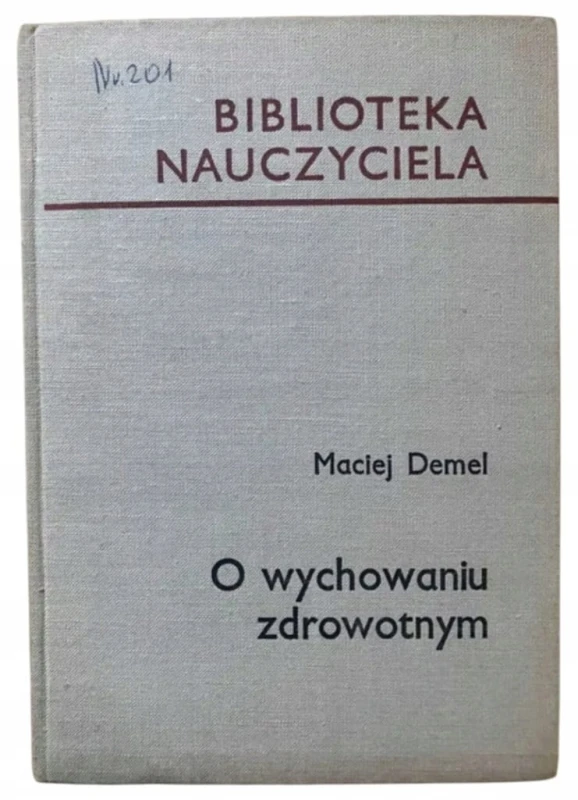 Nr. 201
BIBLIOTEKA
NAUCZYCIELA
Maciej Demel
O wychowaniu
zdrowotnym